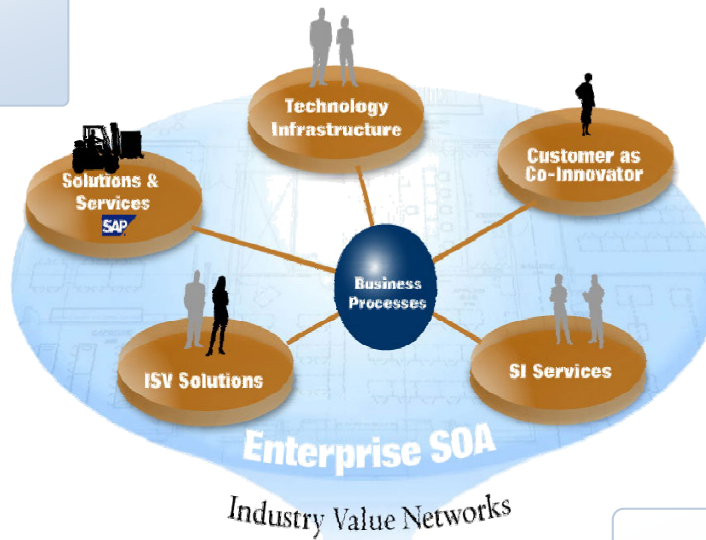 Technology
Infrastructure
Customer as
Co-Innovator
Solutions &
Services
SAP
Business
Processes
ISV Solutions
SI Services
Enterprise SOA
Industry Value Networks